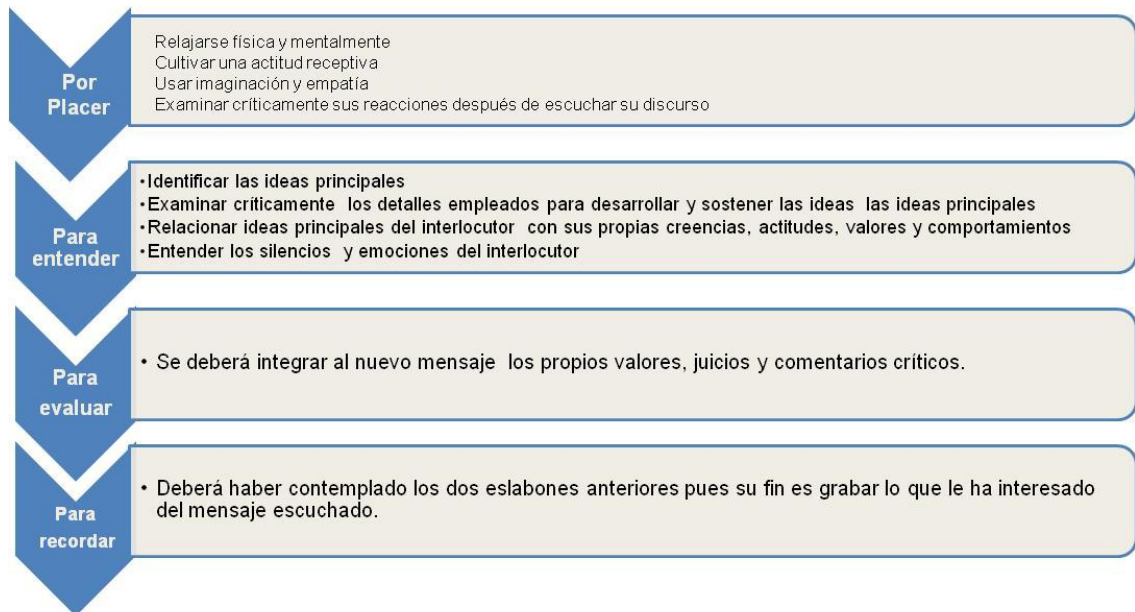 Por
Placer
Relajarse física y mentalmente
Cultivar una actitud receptiva
Usar imaginación y empatía
Examinar críticamente sus reacciones después de escuchar su discurso
Para
entender
•Identificar las ideas principales
•Examinar críticamente los detalles empleados para desarrollar y sostener las ideas las ideas principales
•Relacionar ideas principales del interlocutor con sus propias creencias, actitudes, valores y comportamientos
•Entender los silencios y emociones del interlocutor
Para
evaluar
• Se deberá integrar al nuevo mensaje los propios valores, juicios y comentarios críticos.
Para
recordar
• Deberá haber contemplado los dos eslabones anteriores pues su fin es grabar lo que le ha interesado
del mensaje escuchado.